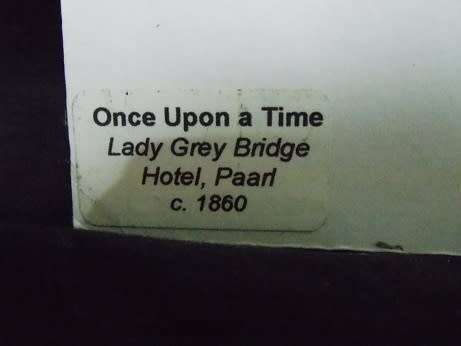 Once Upon a Time
Lady Grey Bridge
Hotel, Paarl
c. 1860